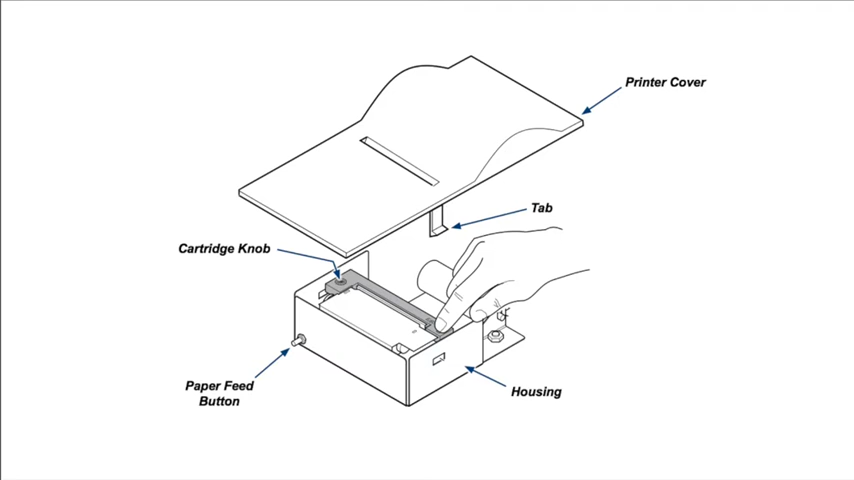 Printer Cover
Tab
Cartridge Knob
Paper Feed
Button
Housing